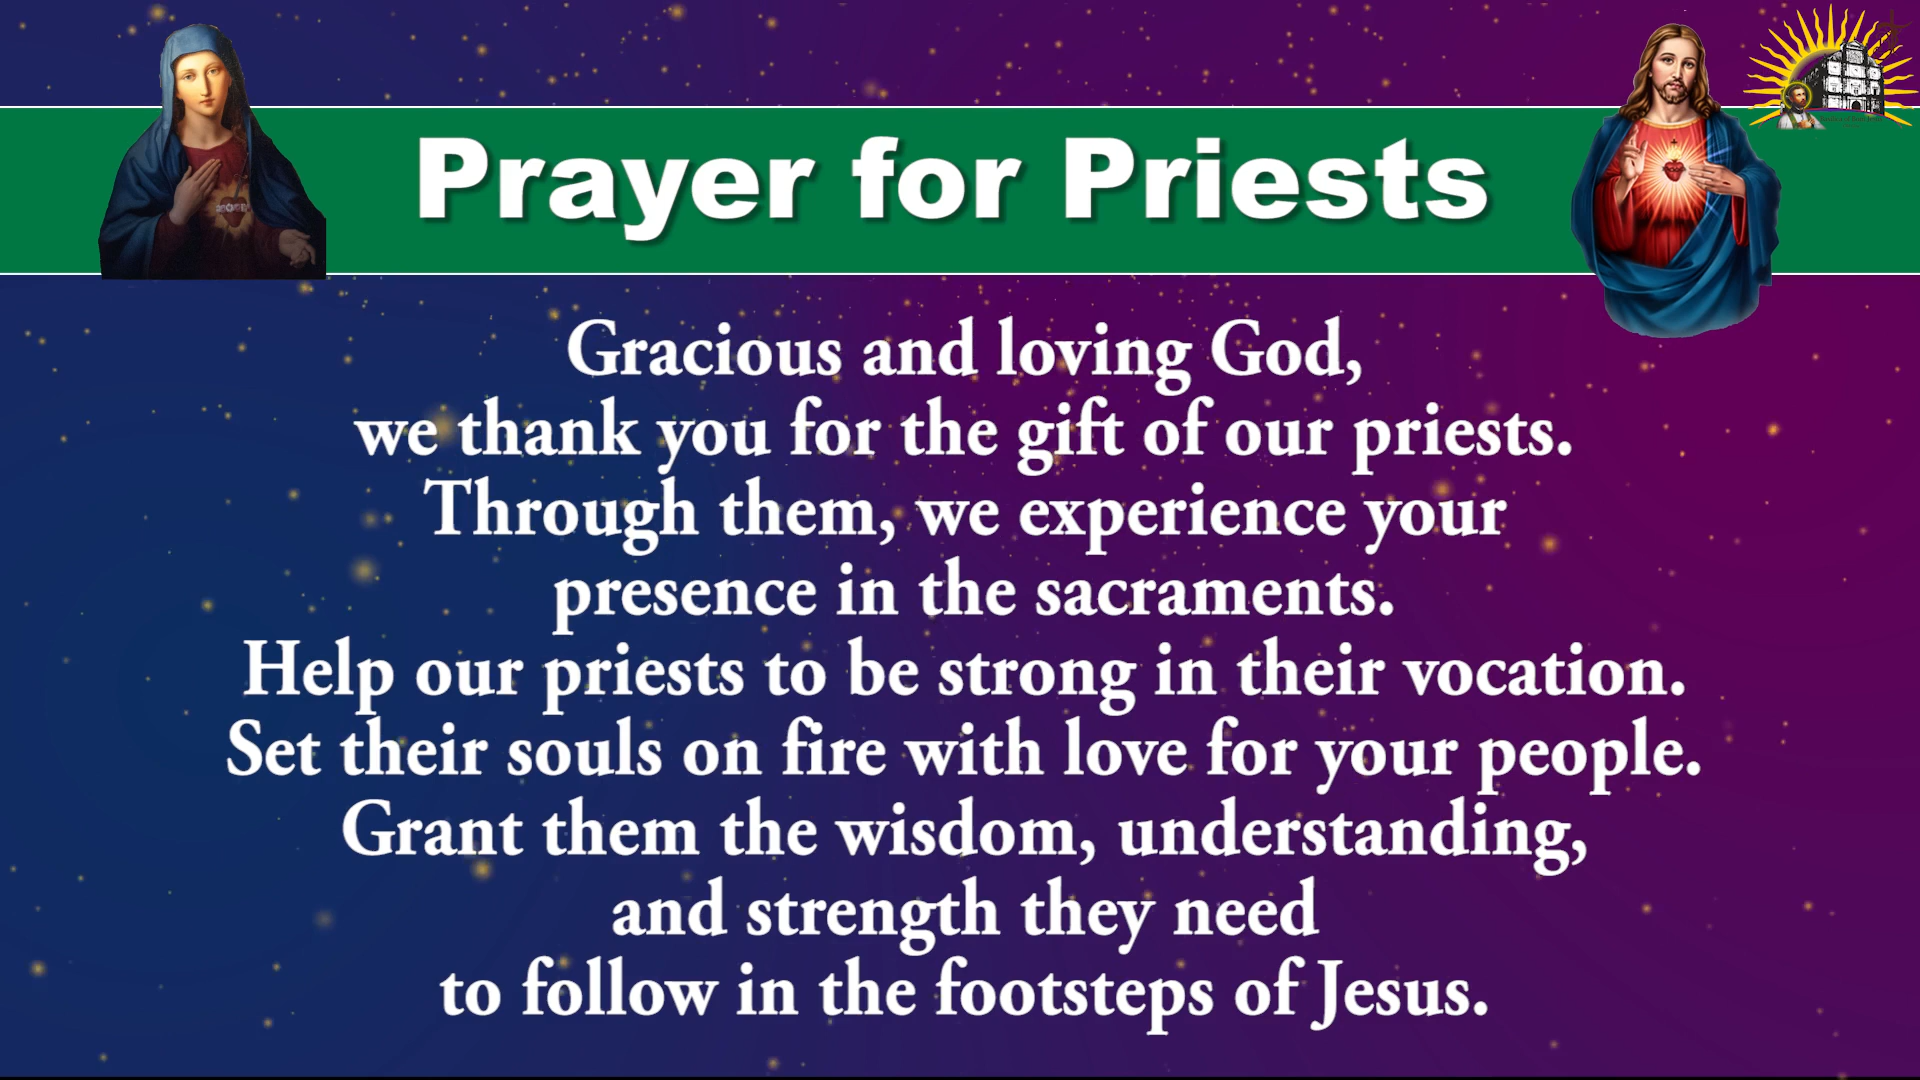 Prayer for Priests
Gracious and loving God,
we thank you for the gift of our priests.
Through them, we experience your
presence in the sacraments.
Help our priests to be strong in their vocation.
Set their souls on fire with love for your people.
Grant them the wisdom, understanding,
and strength they need
to follow in the footsteps of Jesus.